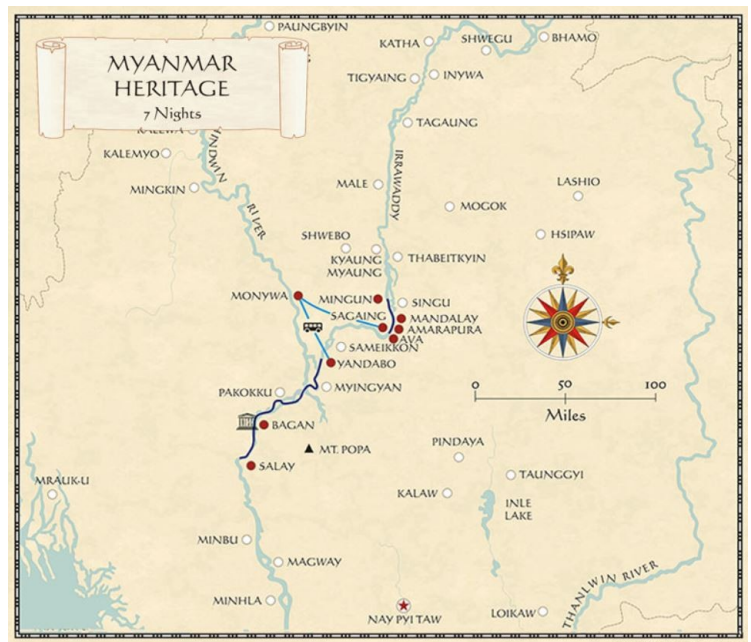 PAUNGBYIN
MYANMAR
HERITAGE
7 Nights
KATHA
SHWEGU
BHAMO
TIGYAING
INYWA
TAGAUNG
KALEMYO
MINGKIN
RIVER
IRRAWADDY
MALE
MOGOK
LASHIO
HSIPAW
SHWEBO
KYAUNG
MYAUNG
THABEITKYIN
MONYWA
MINGUN
SINGU
SAGAING
MANDALAY
AMARAPURA
AVA
SAMEIKKON
YANDABO
PAKOKKU
MYINGYAN
0 50 100
Miles
BAGAN
MT. POPA
SALAY
PINDAYA
TAUNGGYI
KALAW
INLE
LAKE
MRAUK-U
MINBU
MAGWAY
MINHLA
NAY PYI TAW
LOIKAW
THANLWIN RIVER